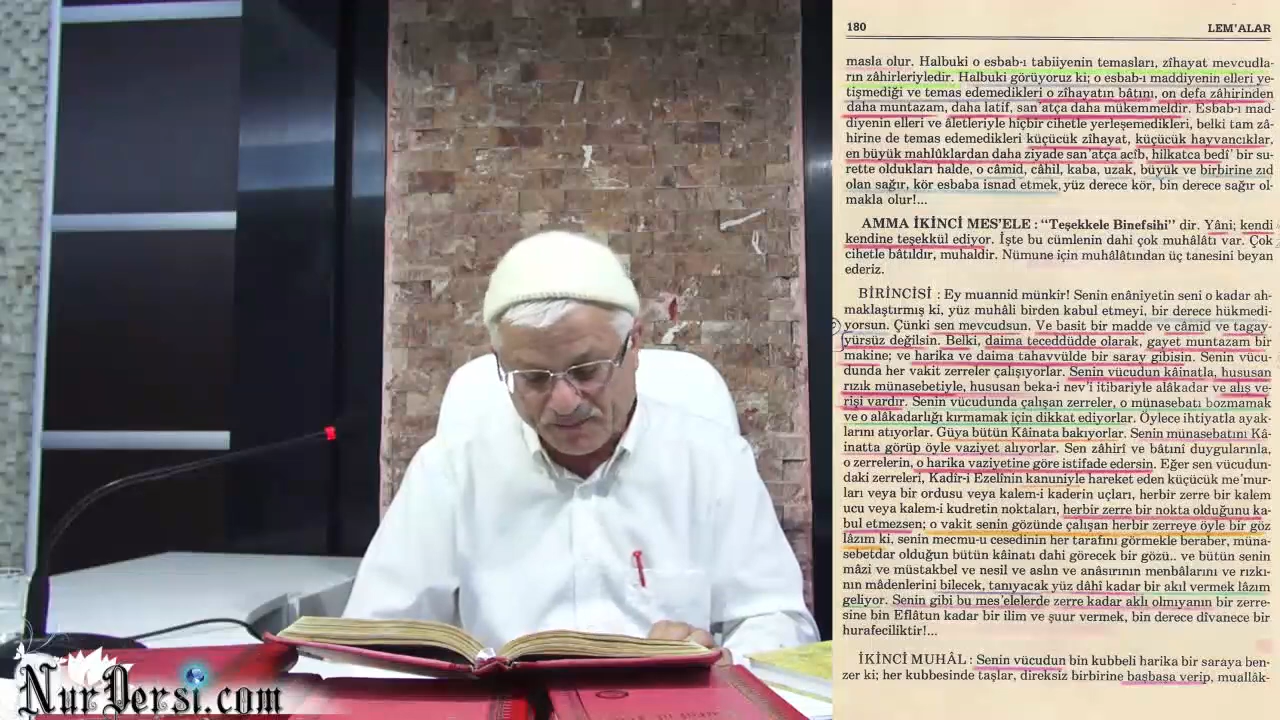 180 LEM'ALAR
masla olur. Halbuki o esbab-ı tabiiyenin temasları, zîhayat mevcudla-
rın zâhirleriyledir. Halbuki görüyoruz ki; o esbab-ı maddiyenin elleri ye-
tişmediği ve temas edemedikleri o zîhayatın bâtını, on defa zâhirinden
daha muntazam, daha latif, san'atça daha mükemmeldir. Esbab-ı mad-
diyenin elleri ve âletleriyle hiçbir cihetle yerleşemedikleri, belki tam zâ-
hirine de temas edemedikleri küçücük zîhayat, küçücük hayvancıklar,
en büyük mahlûklardan daha ziyade san'atça acîb, hilkatca bedî' bir su-
rette oldukları halde, o câmid, câhil, kaba, uzak, büyük ve birbirine zıd
olan sağır, kör esbaba isnad etmek, yüz derece kör, bin derece sağır ol-
makla olur!...
AMMA İKİNCİ MES'ELE : "Teşekkele Binefsihi" dir. Yâni; kendi
kendine teşekkül ediyor. İşte bu cümlenin dahi çok muhâlâtı var. Çok
cihetle bâtıldır, muhaldir. Nümune için muhâlâtından üç tanesini beyan
ederiz.
BİRİNCİSİ : Ey muannid münkir! Senin enâniyetin seni o kadar ah-
maklaştırmış ki, yüz muhâli birden kabul etmeyi, bir derece hükmedi-
yorsun. Çünki sen mevcudsun. Ve basit bir madde ve câmid ve tagay-
yürsüz değilsin. Belki, daima teceddüdde olarak, gayet muntazam bir
makine; ve harika ve daima tahavvülde bir saray gibisin. Senin vücu-
dunda her vakit zerreler çalışıyorlar. Senin vücudun kâinatla, hususan
rızık münasebetiyle, hususan beka-i nev'i itibariyle alâkadar ve alış ve-
rişi vardır. Senin vücudunda çalışan zerreler, o münasebatı bozmamak
ve o alâkadarlığı kırmamak için dikkat ediyorlar. Öylece ihtiyatla ayak-
larını atıyorlar. Güya bütün Kâinata bakıyorlar. Senin münasebatını Kâ-
inatta görüp öyle vaziyet alıyorlar. Sen zâhirî ve bâtınî duygularınla,
o zerrelerin, o harika vaziyetine göre istifade edersin. Eğer sen vücudun-
daki zerreleri, Kadîr-i Ezelînin kanuniyle hareket eden küçücük me'mur-
ları veya bir ordusu veya kalem-i kaderin uçları, herbir zerre bir kalem
ucu veya kalem-i kudretin noktaları, herbir zerre bir nokta olduğunu ka-
bul etmezsen; o vakit senin gözünde çalışan herbir zerreye öyle bir göz
lâzım ki, senin mecmu-u cesedinin her tarafını görmekle beraber, müna-
sebetdar olduğun bütün kâinatı dahi görecek bir gözü.. ve bütün senin
mâzi ve müstakbel ve nesil ve aslın ve anâsırının menbâlarını ve rızkı-
nın mâdenlerini bilecek, tanıyacak yüz dâhî kadar bir akıl vermek lâzım
geliyor. Senin gibi bu mes'elelerde zerre kadar aklı olmıyanın bir zerre-
sine bin Eflâtun kadar bir ilim ve şuur vermek, bin derece divanece bir
hurafeciliktir!...
İKİNCİ MUHÂL : Senin vücudun bin kubbeli harika bir saraya ben-
zer ki; her kubbesinde taşlar, direksiz birbirine başbaşa verip, muallâk-
NurDersi.com